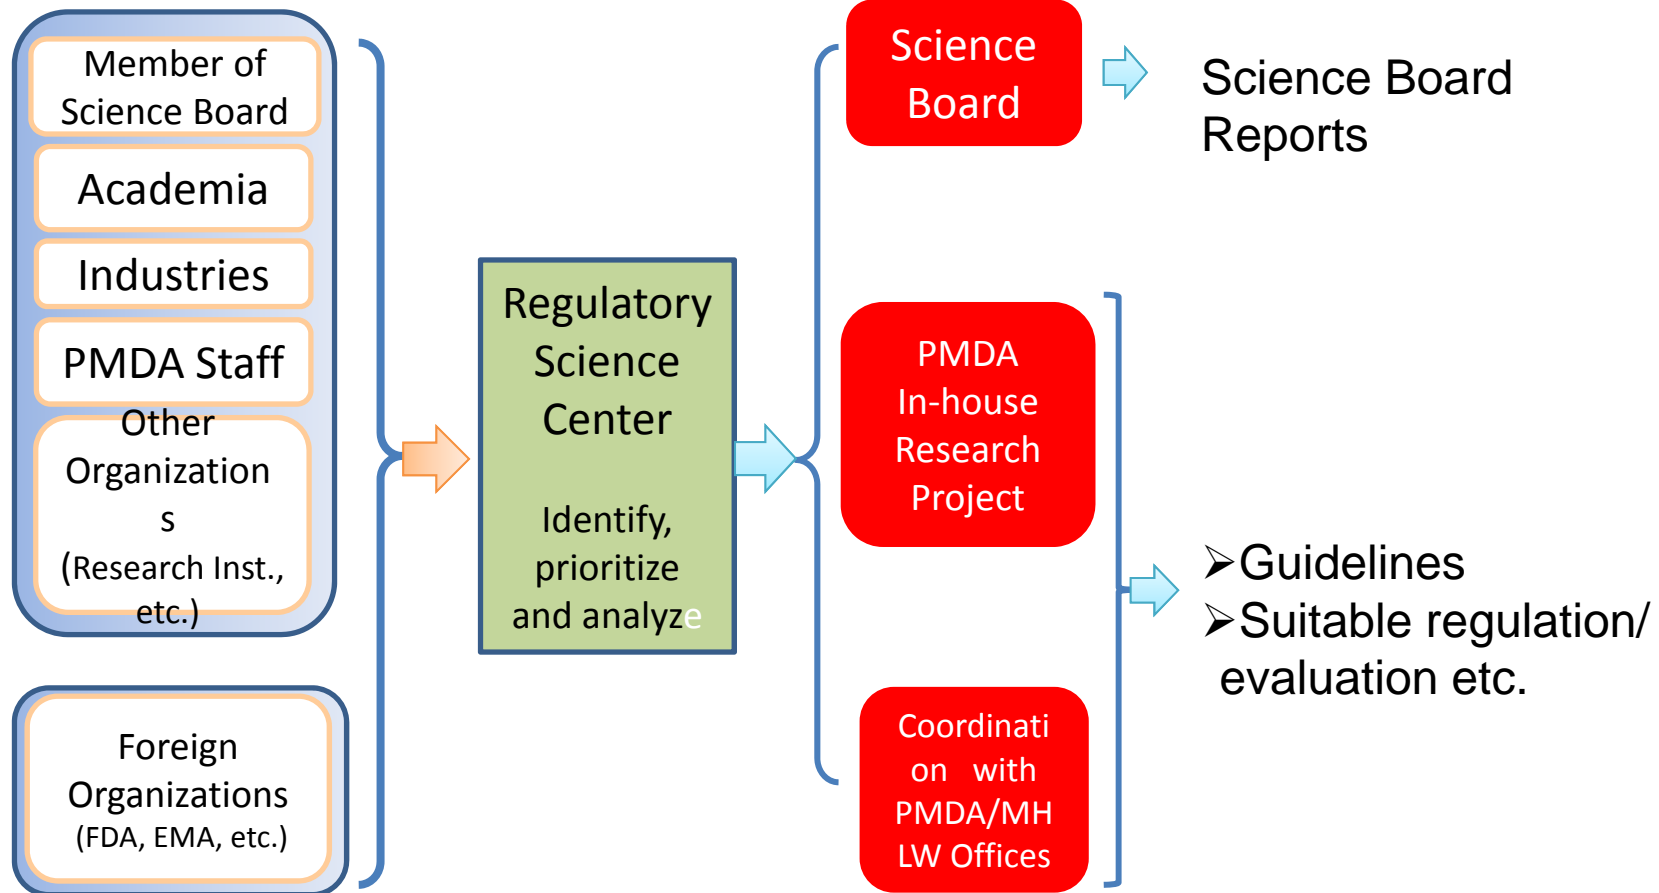 Member of
Science Board
Academia
Industries
PMDA Staff
Other
Organization
s
(Research Inst.,
etc.)
Foreign
Organizations
(FDA, EMA, etc.)
Regulatory
Science
Center
Identify,
prioritize
and analyze
Science
Board
PMDA
In-house
Research
Project
Coordinati
on with
PMDA/MH
LW Offices
Science Board
Reports
➢Guidelines
➢Suitable regulation/
evaluation etc.